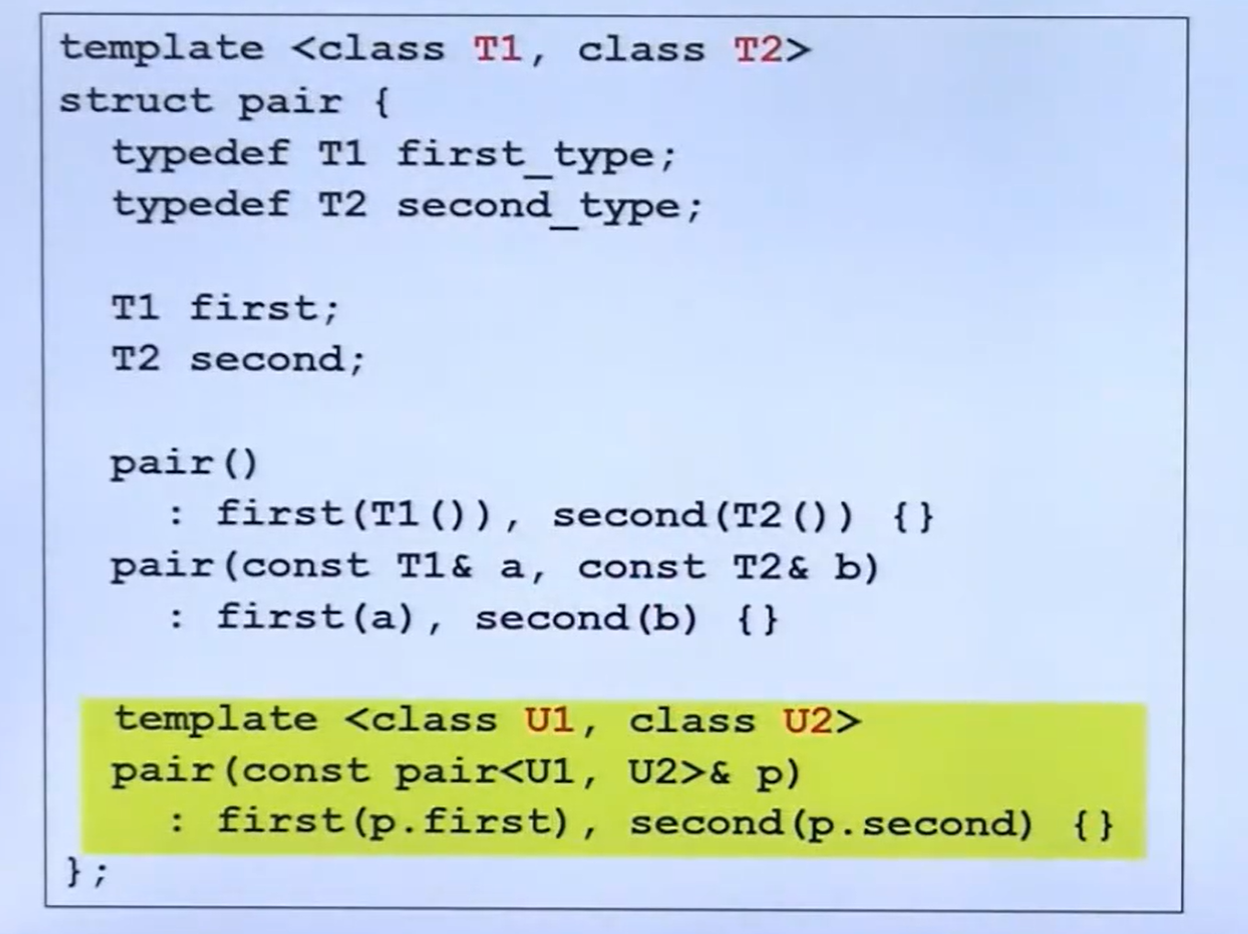 template <class T1, class T2>
struct pair {
  typedef T1 first_type;
  typedef T2 second_type;

  T1 first;
  T2 second;

  pair()
    : first(T1()), second(T2()) {}
  pair(const T1& a, const T2& b)
    : first(a), second(b) {}

  template <class U1, class U2>
  pair(const pair<U1, U2>& p)
    : first(p.first), second(p.second) {}
};